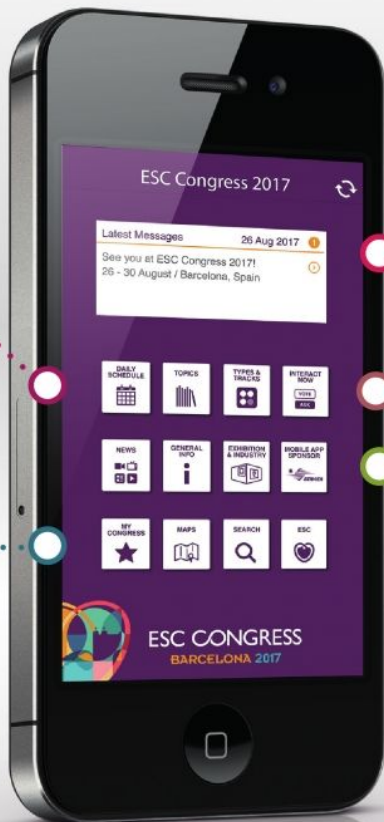 ESC Congress 2017
Latest Messages 26 Aug 2017
See you at ESC Congress 2017!
26 - 30 August / Barcelona, Spain
DAILY
SCHEDULE
TOPICS
TYPES &
TRACKS
INTERACT
NOW
VOTE
ASK
NEWS
GENERAL
INFO
EXHIBITION
& INDUSTRY
MOBILE APP
SPONSOR
MY
CONGRESS
MAPS
SEARCH
ESC
ESC CONGRESS
BARCELONA 2017